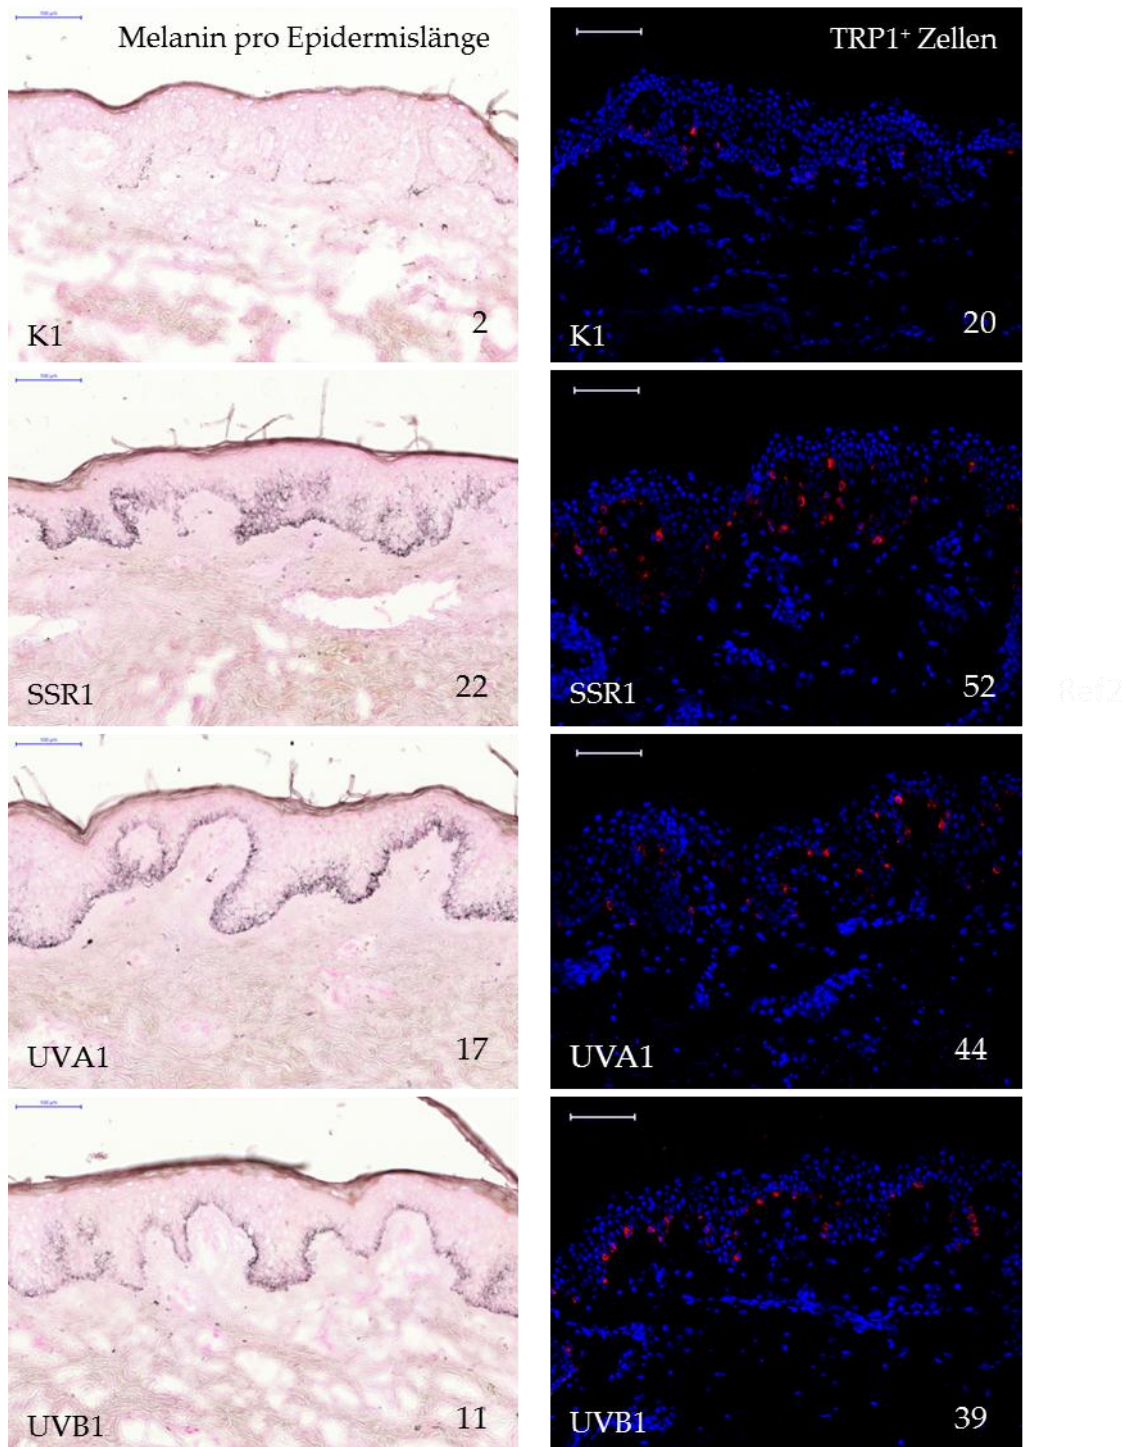 Melanin pro Epidermislänge
TRP1⁺ Zellen
K1
2
K1
20
SSR1
22
SSR1
52
UVA1
17
UVA1
44
UVB1
11
UVB1
39